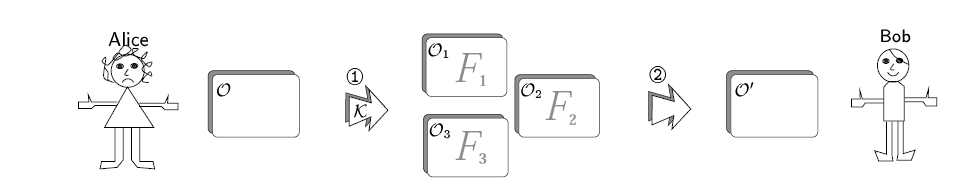 Alice
Bob
𝒪
①
𝒦
𝒪₁
F₁
𝒪₂
F₂
𝒪₃
F₃
②
𝒪′